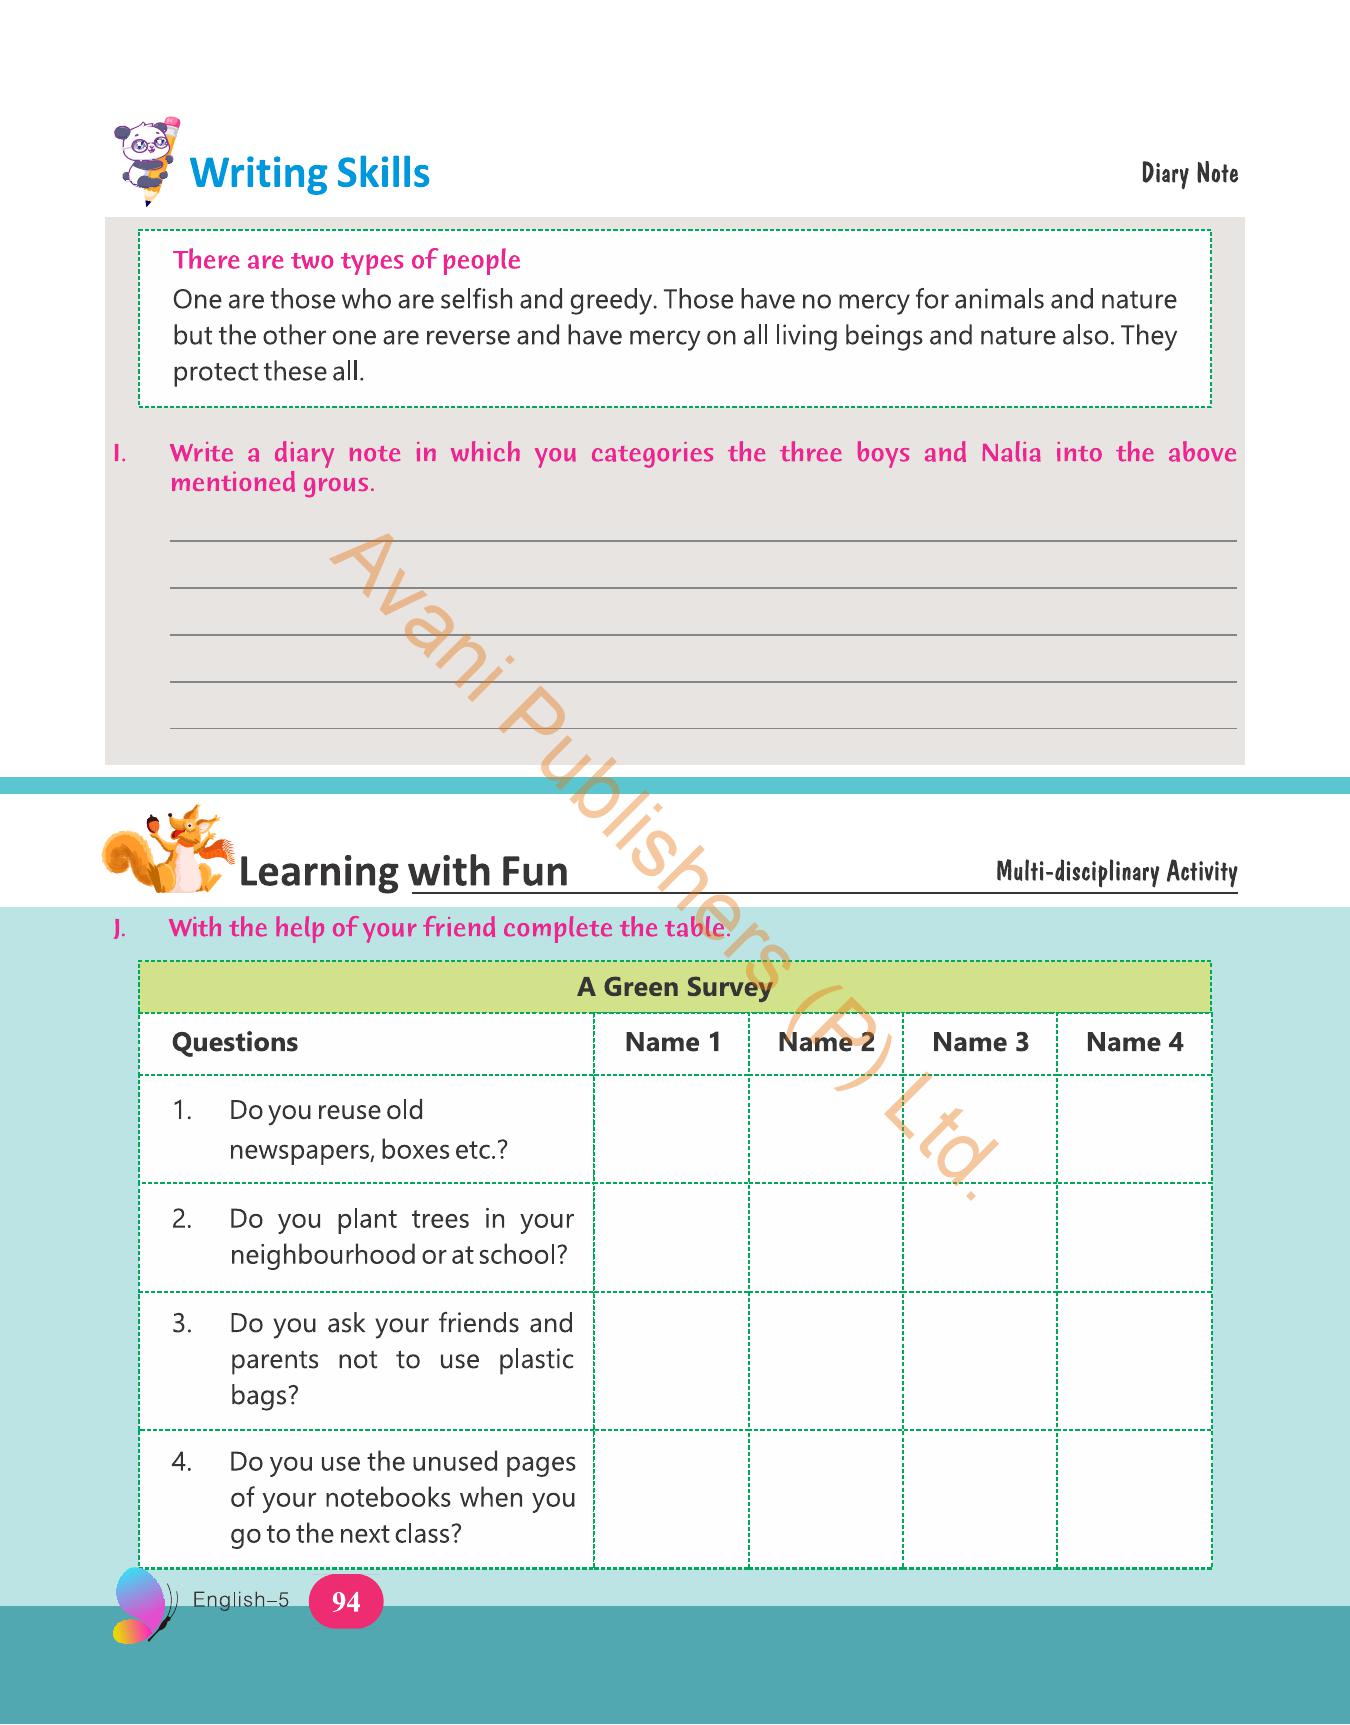 Writing Skills
Diary Note
There are two types of people
One are those who are selfish and greedy. Those have no mercy for animals and nature
but the other one are reverse and have mercy on all living beings and nature also. They
protect these all.
I. Write a diary note in which you categories the three boys and Nalia into the above
mentioned grous.
Learning with Fun
Multi-disciplinary Activity
J. With the help of your friend complete the table.
A Green Survey
Questions Name 1 Name 2 Name 3 Name 4
1. Do you reuse old
newspapers, boxes etc.?
2. Do you plant trees in your
neighbourhood or at school?
3. Do you ask your friends and
parents not to use plastic
bags?
4. Do you use the unused pages
of your notebooks when you
go to the next class?
English–5 94
Avani Publishers (P) Ltd.